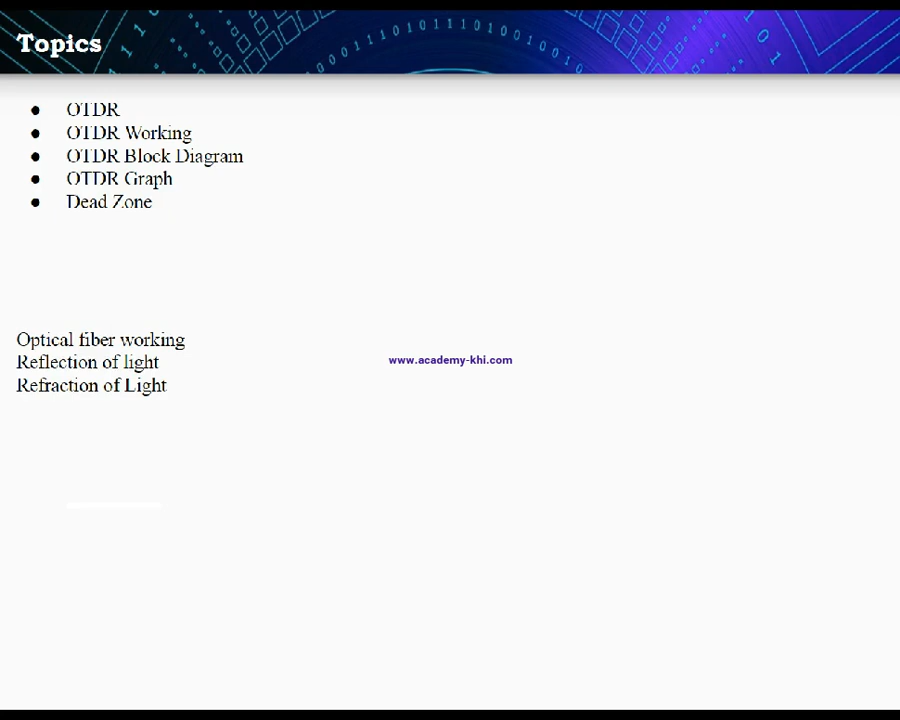 Topics
● OTDR
● OTDR Working
● OTDR Block Diagram
● OTDR Graph
● Dead Zone
Optical fiber working
Reflection of light
Refraction of Light
www.academy-khi.com